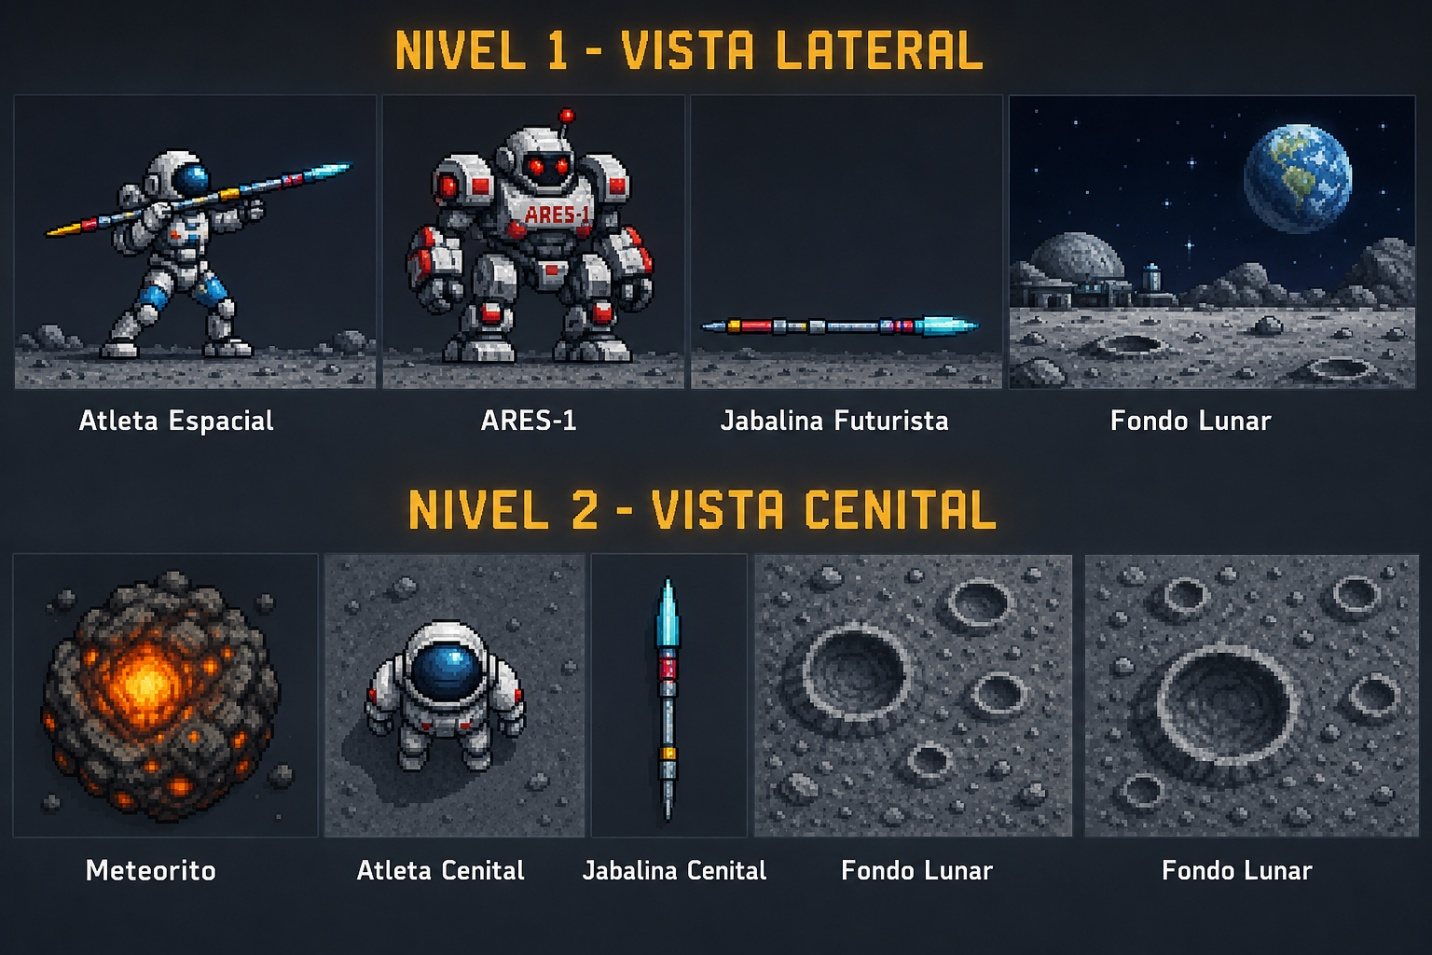 NIVEL 1 - VISTA LATERAL
ARES-1
Atleta Espacial
ARES-1
Jabalina Futurista
Fondo Lunar
NIVEL 2 - VISTA CENITAL
Meteorito
Atleta Cenital
Jabalina Cenital
Fondo Lunar
Fondo Lunar